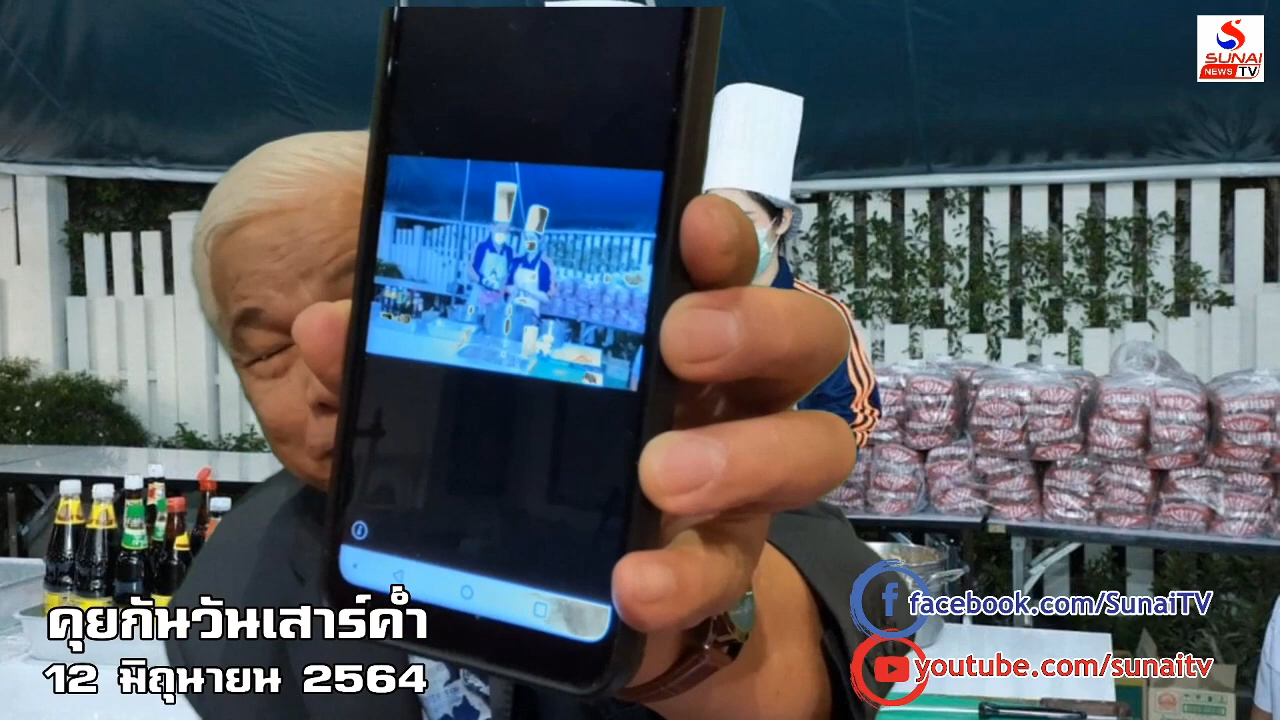 SUNAI
NEWS TV
คุยกันวันเสาร์ค่ำ
12 มิถุนายน 2564
facebook.com/SunaiTV
youtube.com/sunaitv